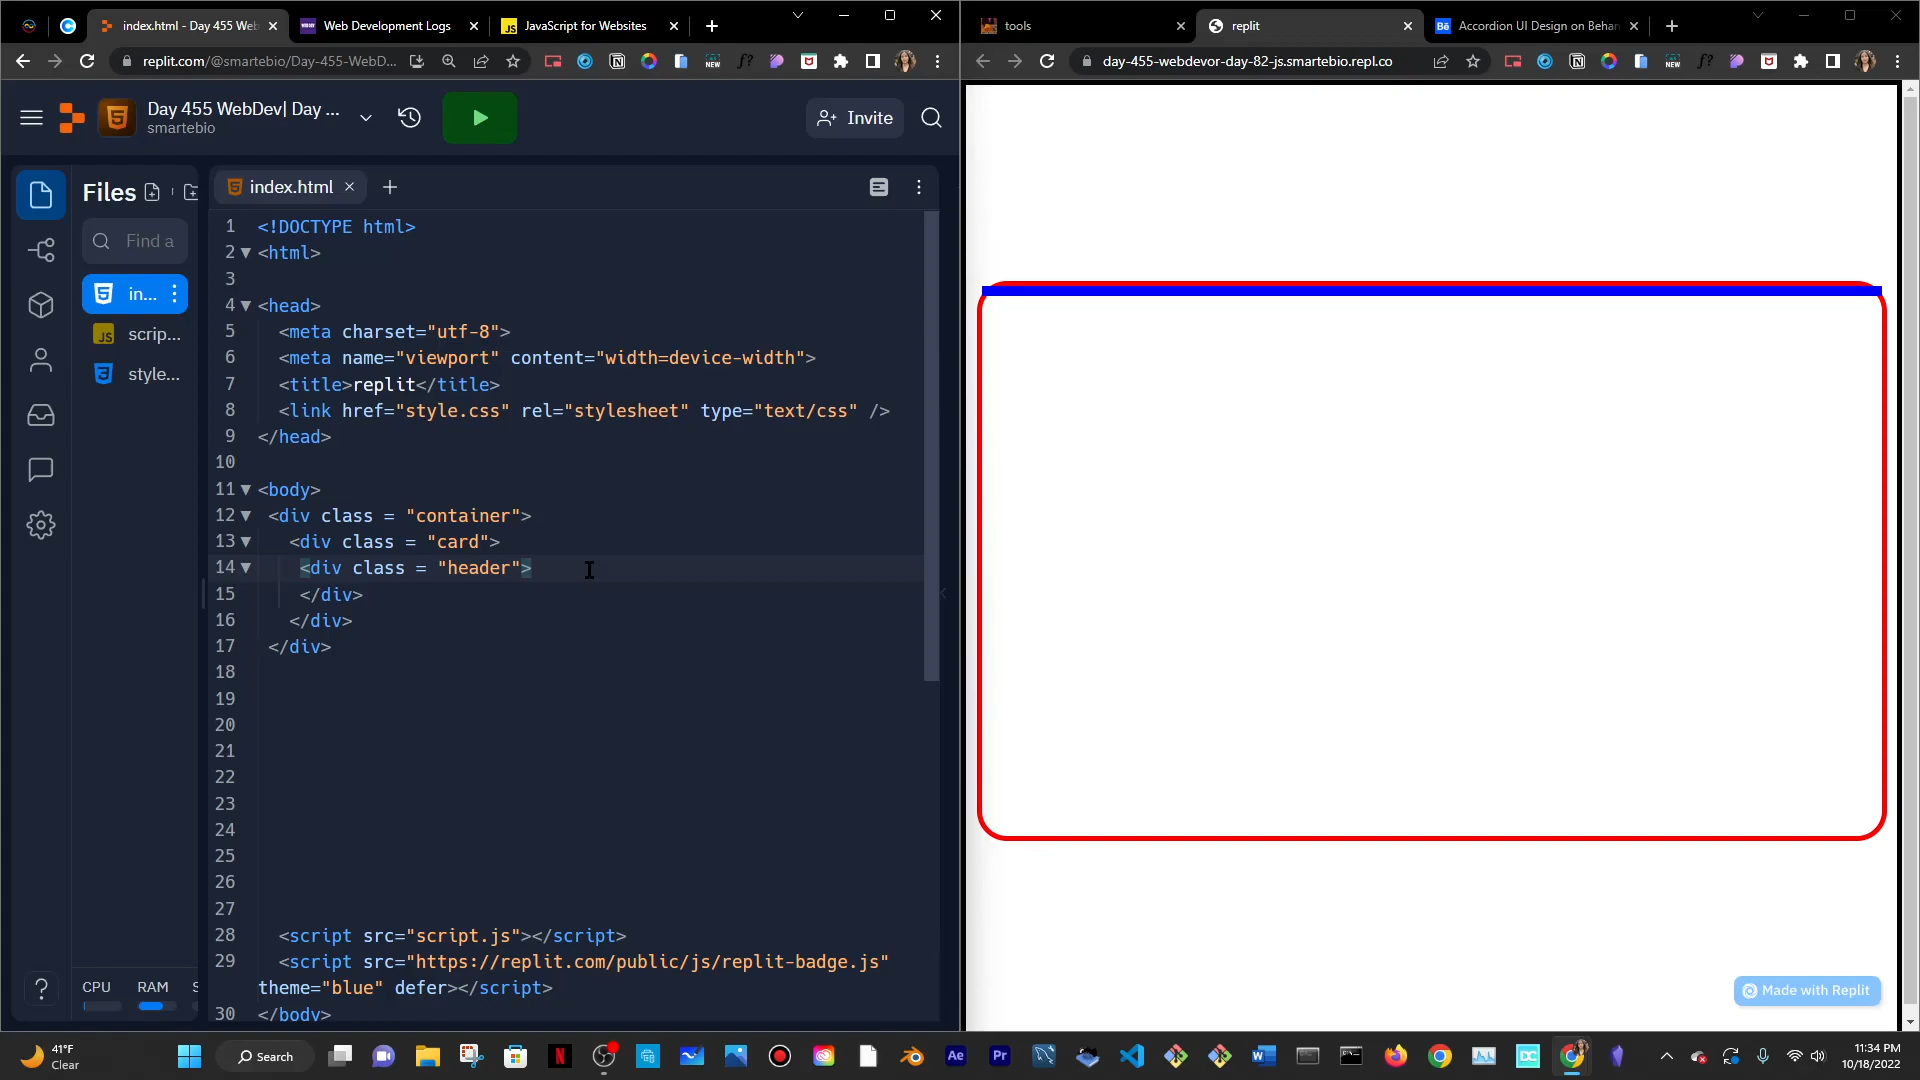 index.html - Day 455 Web
Web Development Logs
JavaScript for Websites
tools
replit
Accordion UI Design on Behan
replit.com/@smartebio/Day-455-WebD...
day-455-webdevor-day-82-js.smartebio.repl.co
Day 455 WebDev| Day ...
smartebio
Invite
Files
Find a
in...
scrip...
style...
index.html
1 <!DOCTYPE html>
2 <html>
3
4 <head>
5 <meta charset="utf-8">
6 <meta name="viewport" content="width=device-width">
7 <title>replit</title>
8 <link href="style.css" rel="stylesheet" type="text/css" />
9 </head>
10
11 <body>
12 <div class = "container">
13 <div class = "card">
14 <div class = "header">
15 </div>
16 </div>
17 </div>
18
19
20
21
22
23
24
25
26
27
28 <script src="script.js"></script>
29 <script src="https://replit.com/public/js/replit-badge.js"
theme="blue" defer></script>
30 </body>
CPU RAM S
Made with Replit
41°F
Clear
Search
11:34 PM
10/18/2022